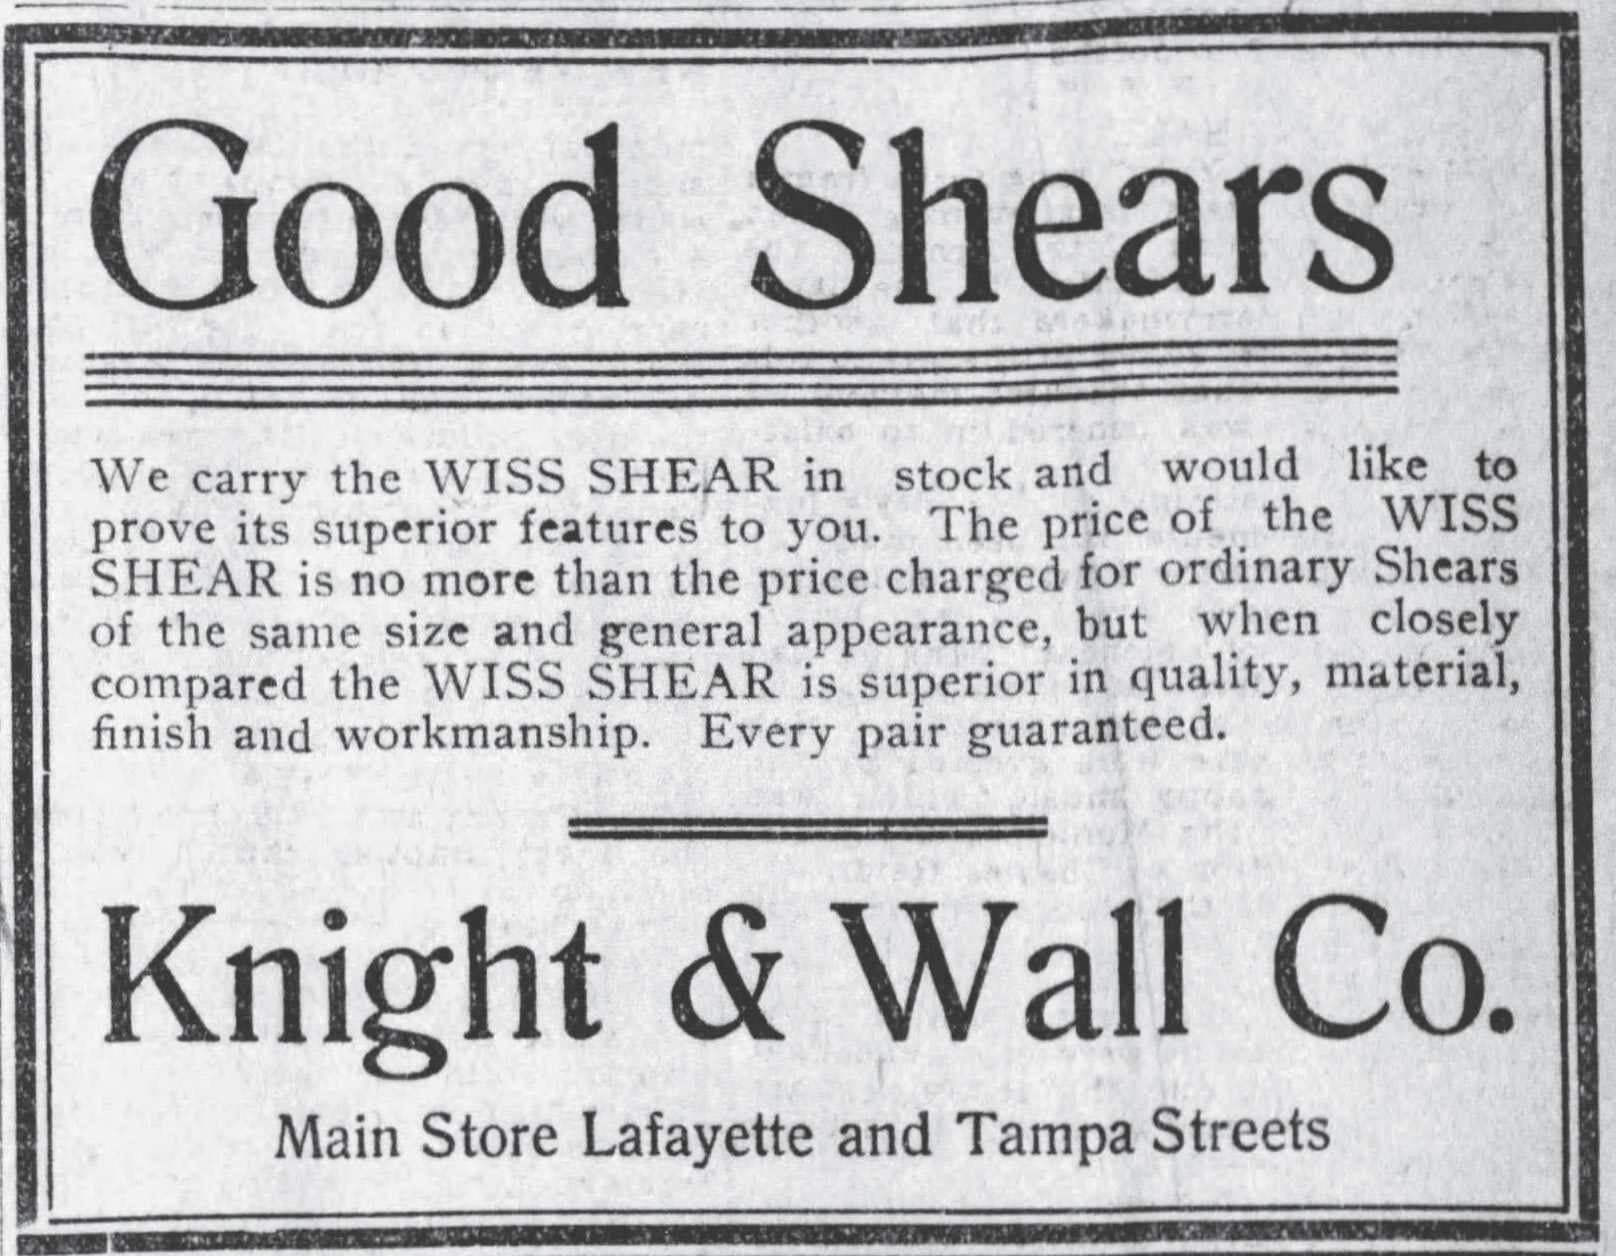 Good Shears
We carry the WISS SHEAR in stock and would like to
prove its superior features to you. The price of the WISS
SHEAR is no more than the price charged for ordinary Shears
of the same size and general appearance, but when closely
compared the WISS SHEAR is superior in quality, material,
finish and workmanship. Every pair guaranteed.
Knight & Wall Co.
Main Store Lafayette and Tampa Streets